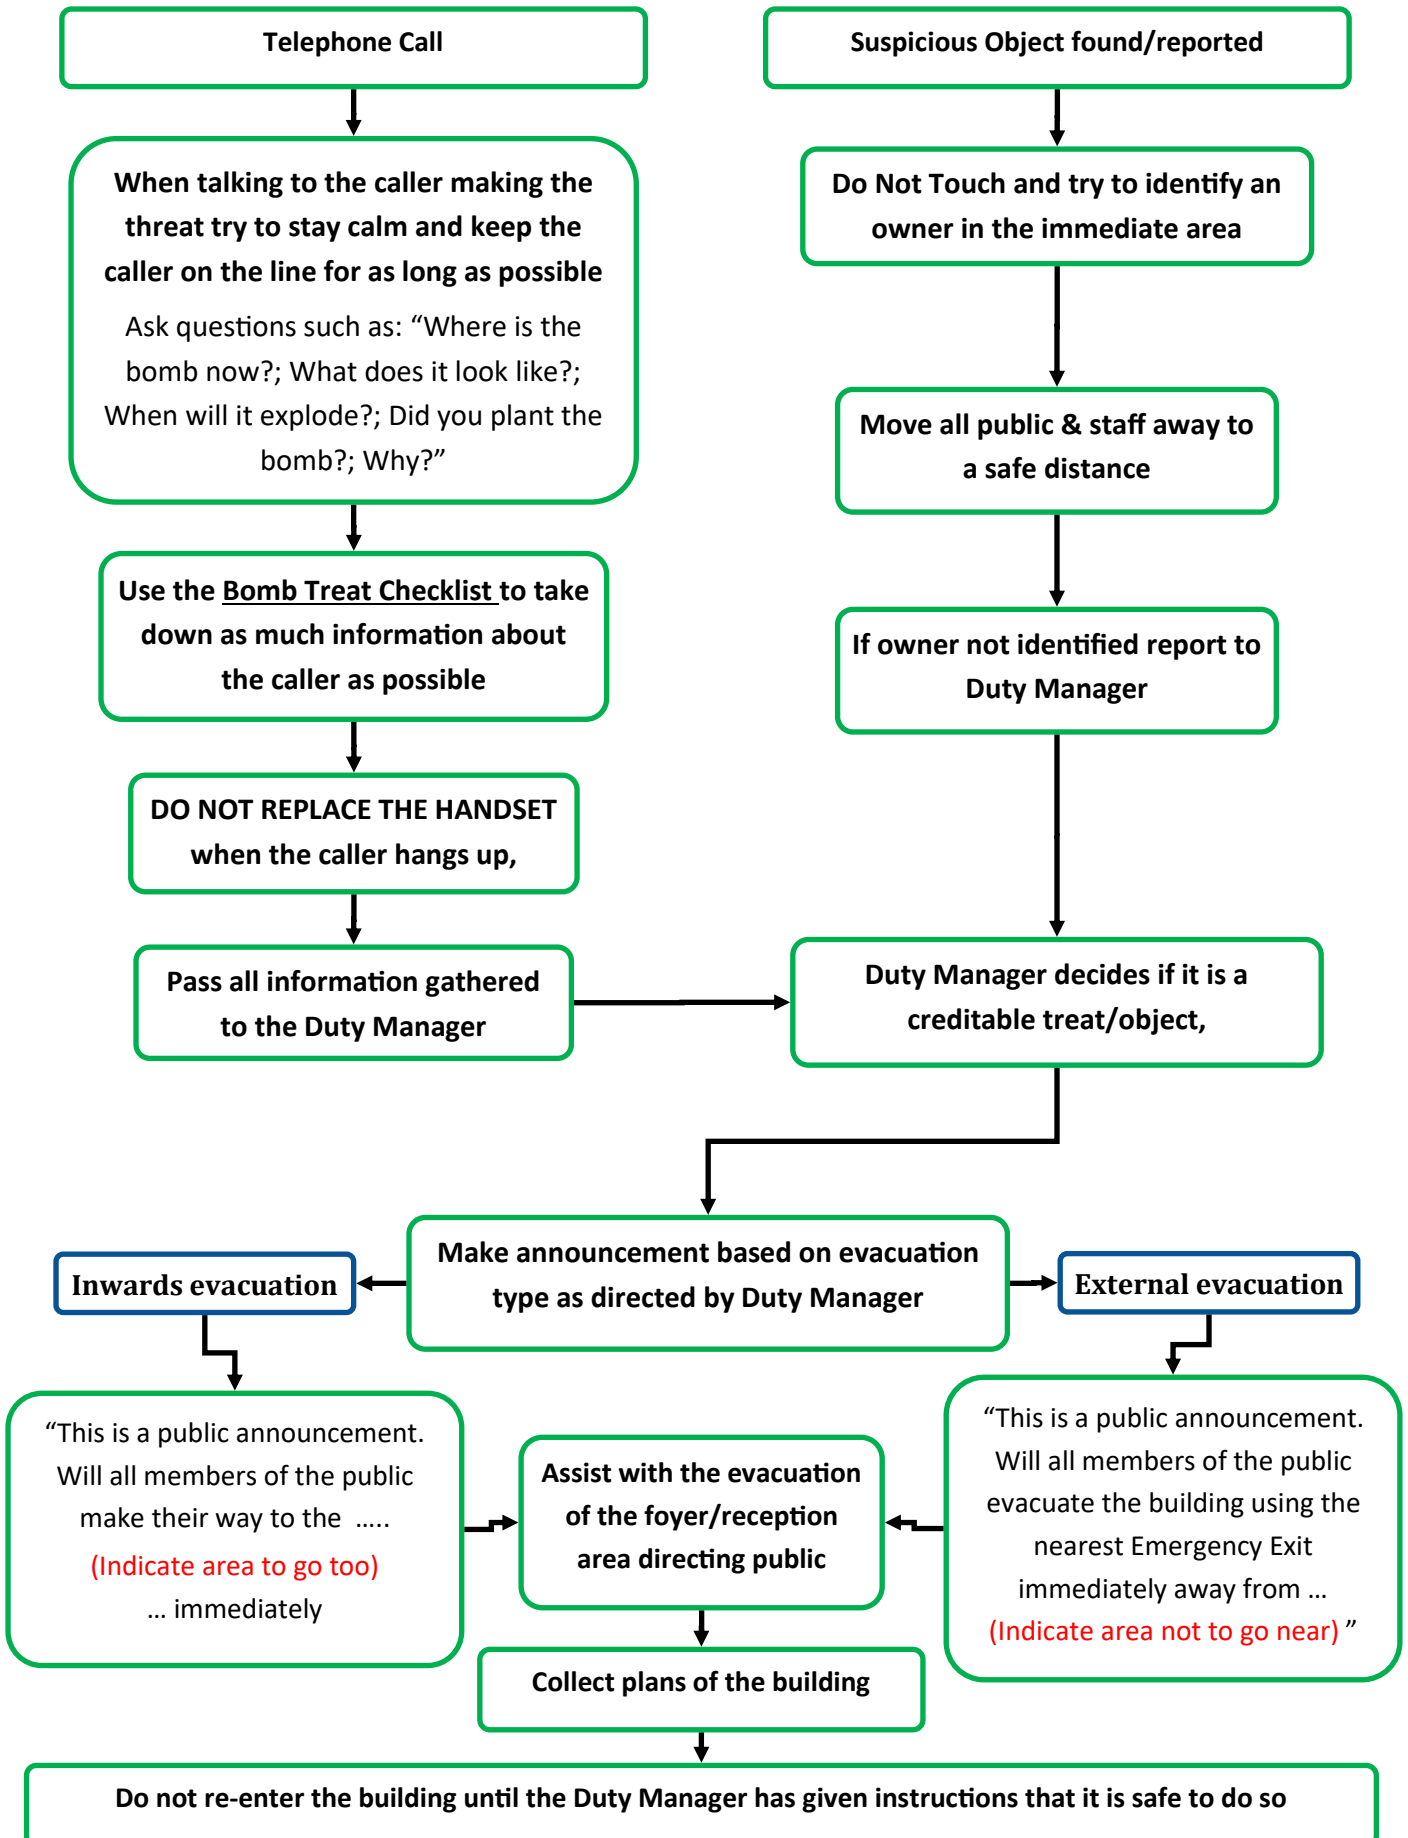 Telephone Call
When talking to the caller making the
threat try to stay calm and keep the
caller on the line for as long as possible
Ask questions such as: “Where is the
bomb now?; What does it look like?;
When will it explode?; Did you plant the
bomb?; Why?”
Use the Bomb Treat Checklist to take
down as much information about
the caller as possible
DO NOT REPLACE THE HANDSET
when the caller hangs up,
Pass all information gathered
to the Duty Manager
Suspicious Object found/reported
Do Not Touch and try to identify an
owner in the immediate area
Move all public & staff away to
a safe distance
If owner not identified report to
Duty Manager
Duty Manager decides if it is a
creditable treat/object,
Make announcement based on evacuation
type as directed by Duty Manager
Inwards evacuation
External evacuation
“This is a public announcement.
Will all members of the public
make their way to the .....
(Indicate area to go too)
... immediately
“This is a public announcement.
Will all members of the public
evacuate the building using the
nearest Emergency Exit
immediately away from ...
(Indicate area not to go near) ”
Assist with the evacuation
of the foyer/reception
area directing public
Collect plans of the building
Do not re-enter the building until the Duty Manager has given instructions that it is safe to do so